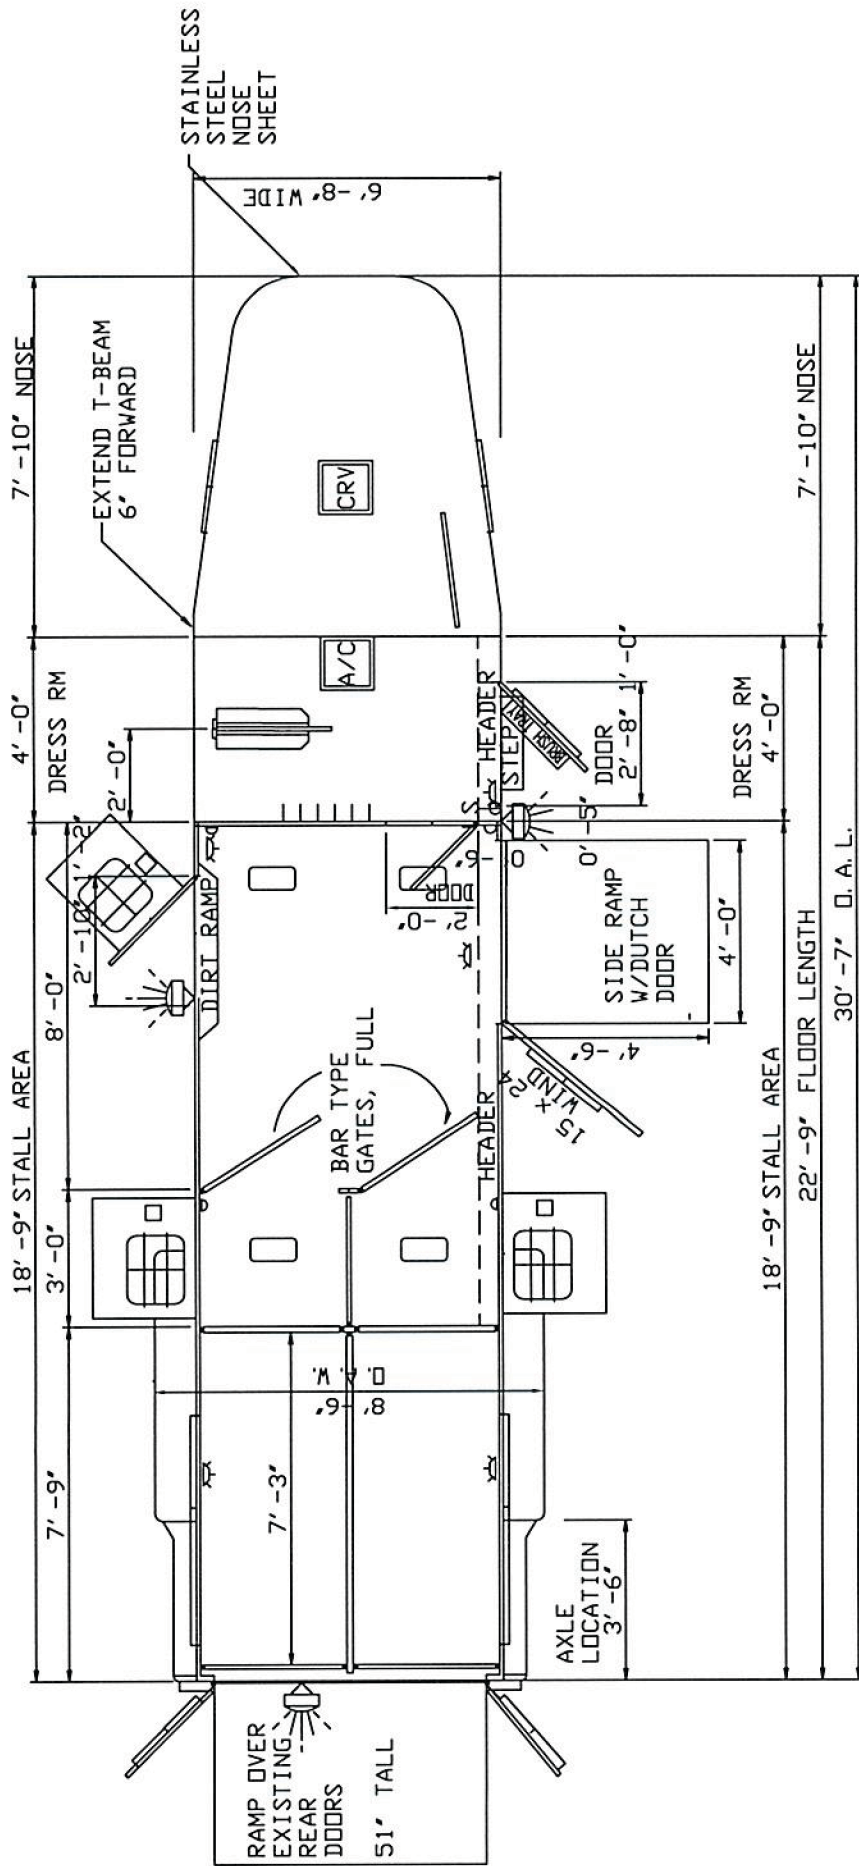 STAINLESS
STEEL
NOSE
SHEET
6'-8" WIDE
7'-10" NOSE
EXTEND T-BEAM
6" FORWARD
4'-0"
DRESS RM
2'-0"
18'-9" STALL AREA
8'-0"
3'-0"
7'-9"
2'-10"
1'-2"
DIRT RAMP
CRV
A/C
HEADER
S
STEP
BRUSH TRAY
DOOR
2'-8"
1'-0"
DOOR
2'-0"
0'-6"
0'-5"
BAR TYPE
GATES, FULL
HEADER
SIDE RAMP
W/DUTCH
DOOR
4'-0"
4'-6"
15 x 24
WIND
8'-6"
O. A. W.
7'-3"
AXLE
LOCATION
3'-6"
RAMP OVER
EXISTING
REAR
DOORS
51" TALL
18'-9" STALL AREA
DRESS RM
4'-0"
22'-9" FLOOR LENGTH
7'-10" NOSE
30'-7" O. A. L.